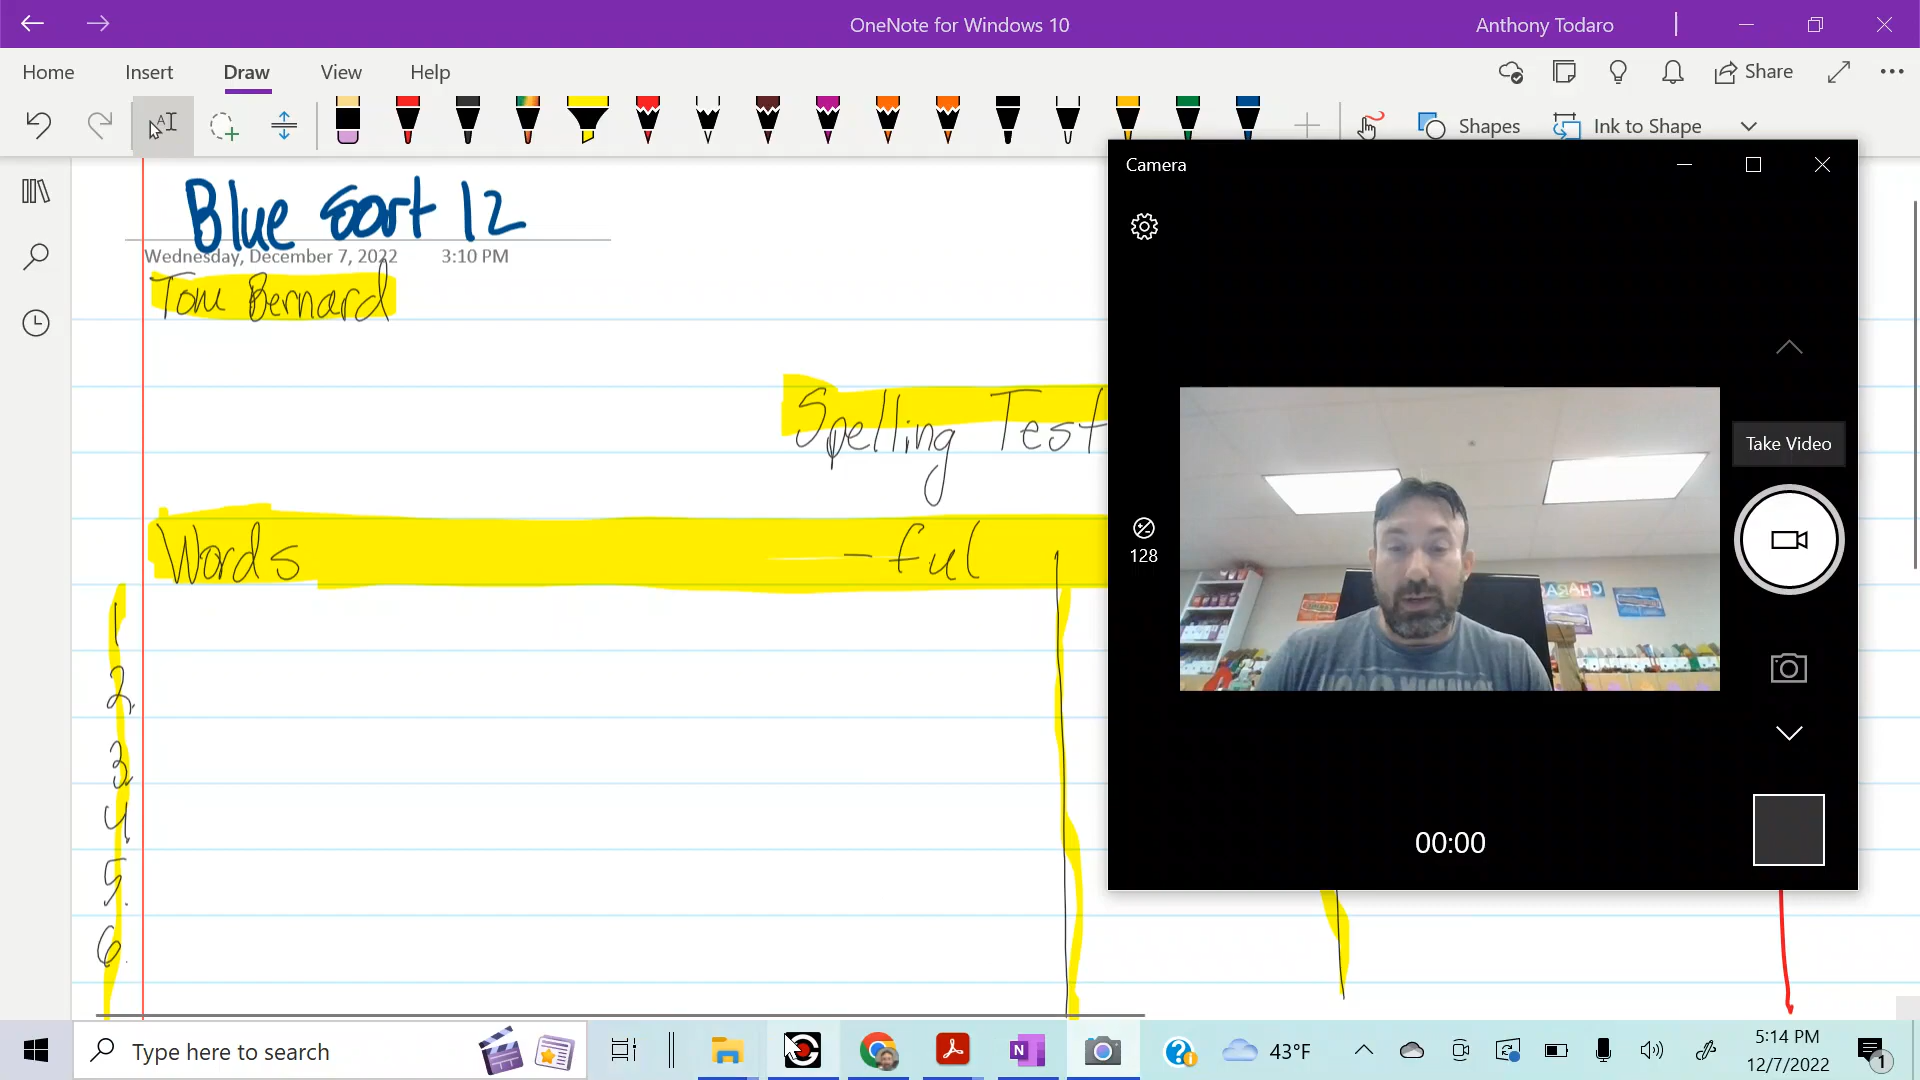 OneNote for Windows 10
Anthony Todaro
Home Insert Draw View Help
Share
Shapes
Ink to Shape
Blue Sort 12
Wednesday, December 7, 2022 3:10 PM
Tom Bernard
Spelling Test
Words -ful
1
2.
3
4
5.
6.
Camera
Take Video
128
00:00
Type here to search
43°F
5:14 PM
12/7/2022
1